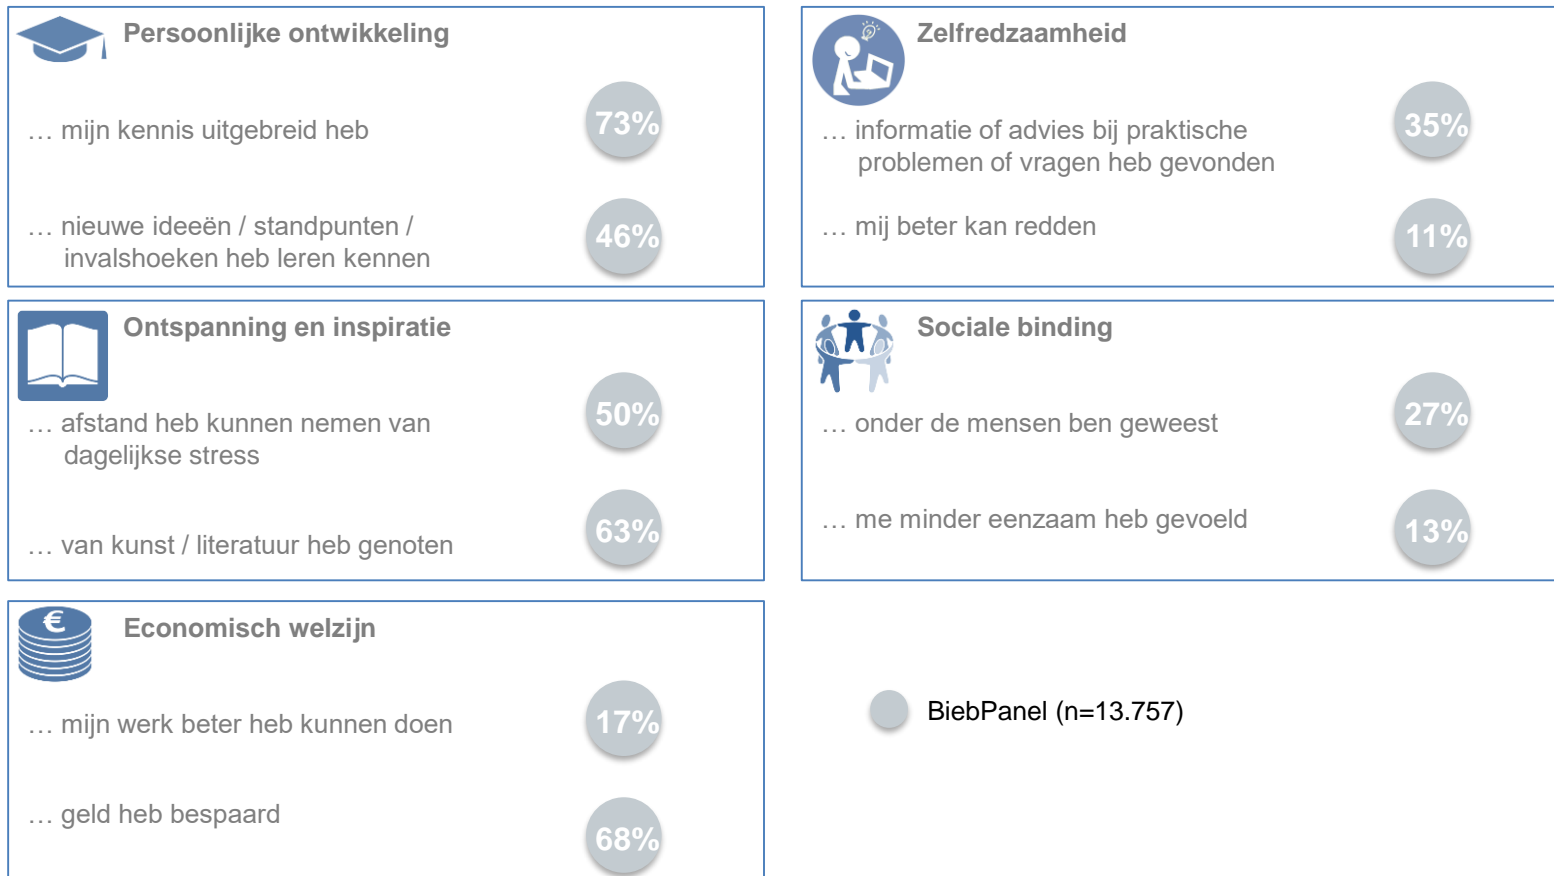 Persoonlijke ontwikkeling
… mijn kennis uitgebreid heb
73%
… nieuwe ideeën / standpunten /
invalshoeken heb leren kennen
46%
Zelfredzaamheid
… informatie of advies bij praktische
problemen of vragen heb gevonden
35%
… mij beter kan redden
11%
Ontspanning en inspiratie
… afstand heb kunnen nemen van
dagelijkse stress
50%
… van kunst / literatuur heb genoten
63%
Sociale binding
… onder de mensen ben geweest
27%
… me minder eenzaam heb gevoeld
13%
€
Economisch welzijn
… mijn werk beter heb kunnen doen
17%
… geld heb bespaard
68%
BiebPanel (n=13.757)